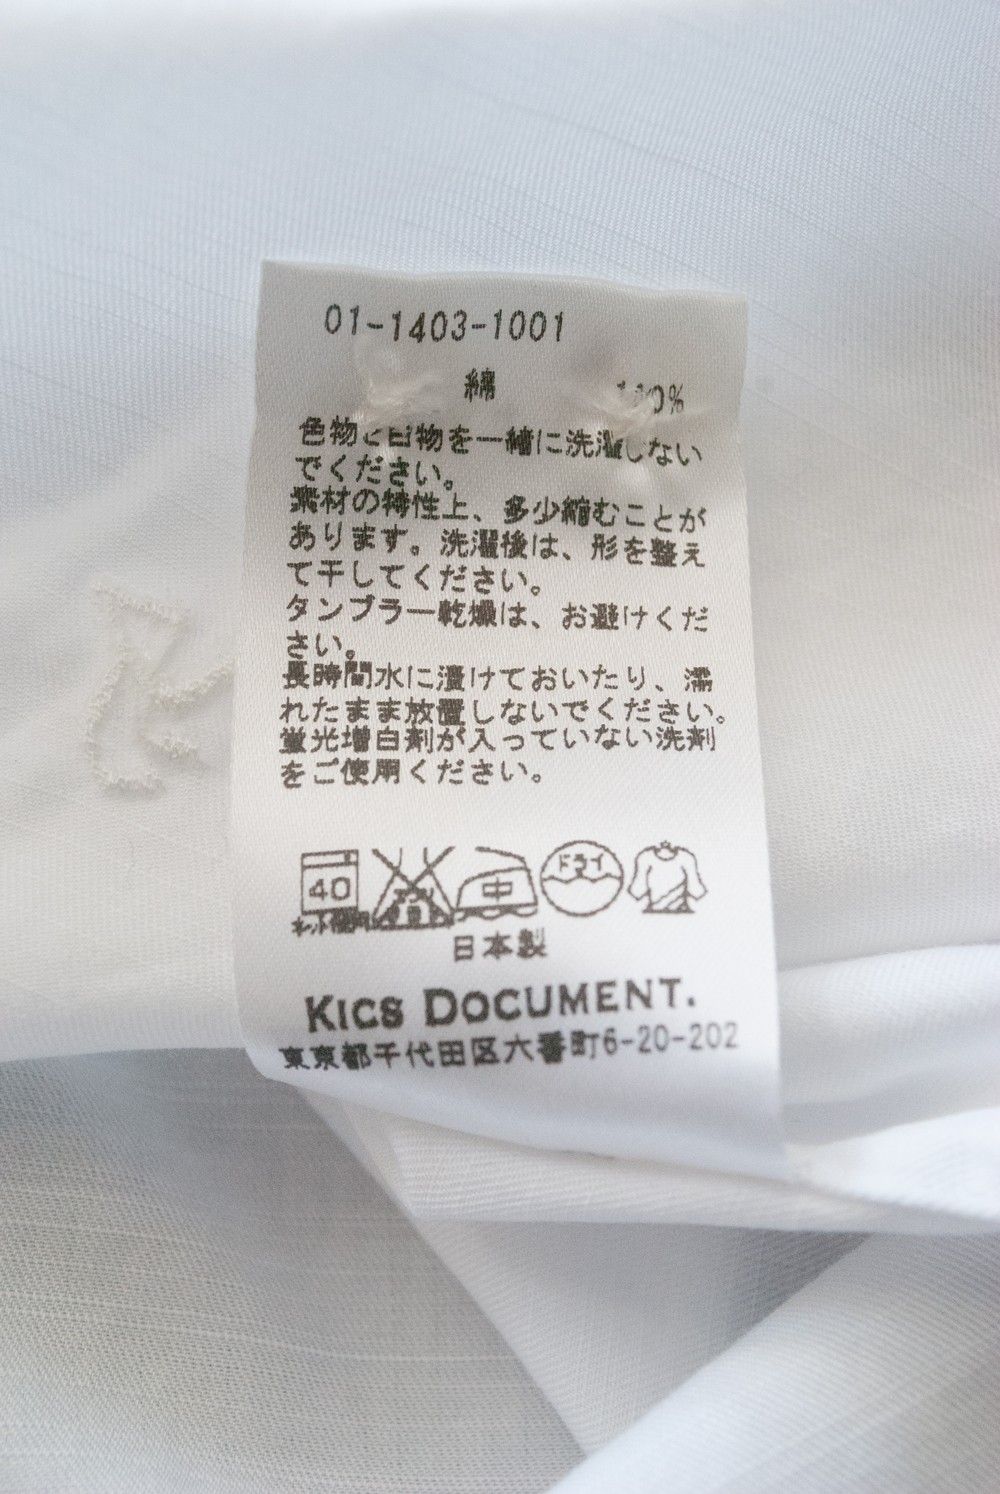 01-1403-1001
綿 100%
色物と白物を一緒に洗濯しない
でください。
素材の特性上、多少縮むことが
あります。洗濯後は、形を整え
て干してください。
タンブラー乾燥は、お避けくだ
さい。
長時間水に漬けておいたり、濡
れたまま放置しないでください。
蛍光増白剤が入っていない洗剤
をご使用ください。
40 中 ドライ
ネット使用
日本製
KICS DOCUMENT.
東京都千代田区六番町6-20-202